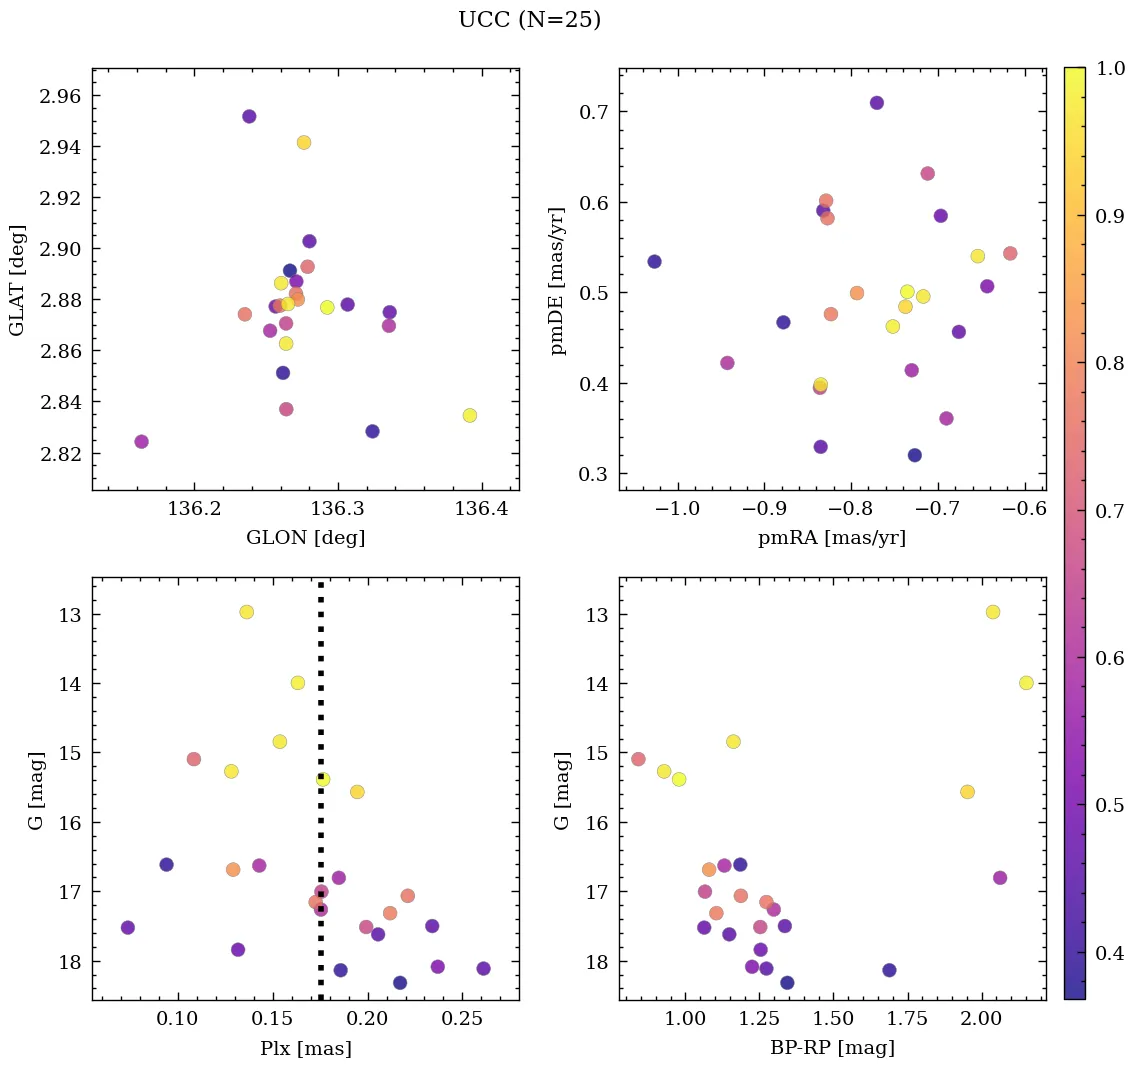 UCC (N=25)
2.96
2.94
2.92
2.90
2.88
2.86
2.84
2.82
GLAT [deg]
136.2 136.3 136.4
GLON [deg]
0.7
0.6
0.5
0.4
0.3
pmDE [mas/yr]
−1.0 −0.9 −0.8 −0.7 −0.6
pmRA [mas/yr]
1.0
0.9
0.8
0.7
0.6
0.5
0.4
13
14
15
16
17
18
G [mag]
0.10 0.15 0.20 0.25
Plx [mas]
13
14
15
16
17
18
G [mag]
1.00 1.25 1.50 1.75 2.00
BP-RP [mag]